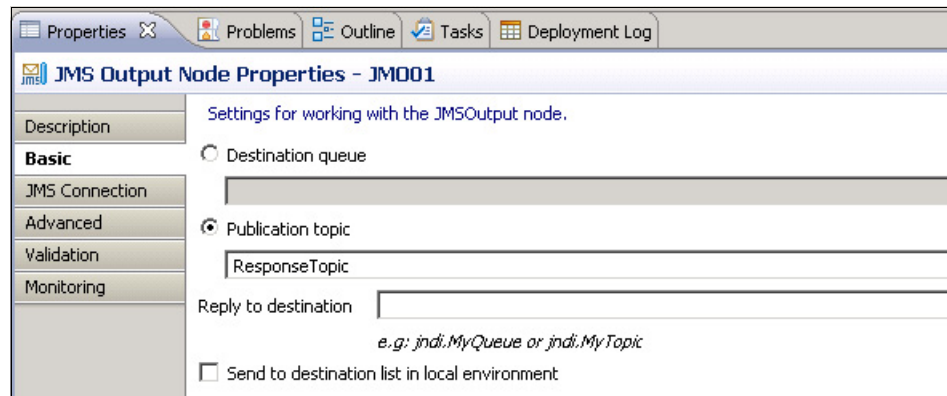 Properties Problems Outline Tasks Deployment Log
JMS JMS Output Node Properties - JMO01
Settings for working with the JMSOutput node.
Description
Basic
JMS Connection
Advanced
Validation
Monitoring
Destination queue
Publication topic
ResponseTopic
Reply to destination
e.g: jndi.MyQueue or jndi.MyTopic
Send to destination list in local environment